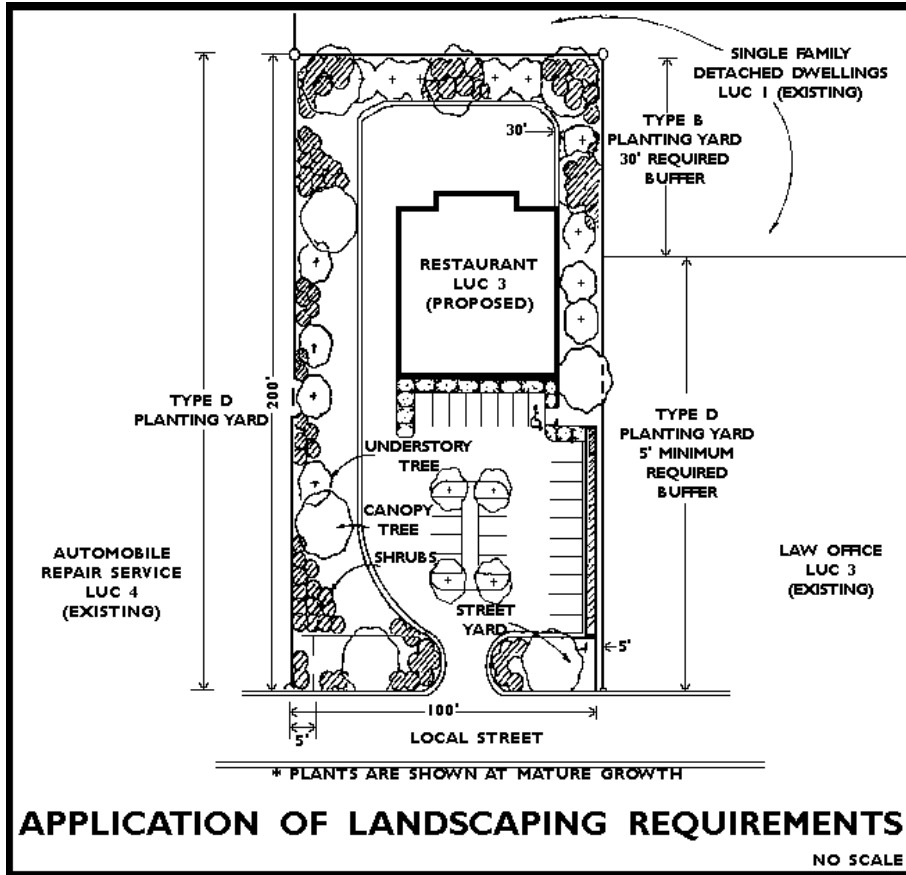 SINGLE FAMILY
DETACHED DWELLINGS
LUC 1 (EXISTING)
TYPE B
PLANTING YARD
30' REQUIRED
BUFFER
30'
RESTAURANT
LUC 3
(PROPOSED)
200'
TYPE D
PLANTING YARD
TYPE D
PLANTING YARD
5' MINIMUM
REQUIRED
BUFFER
UNDERSTORY
TREE
CANOPY
TREE
SHRUBS
AUTOMOBILE
REPAIR SERVICE
LUC 4
(EXISTING)
LAW OFFICE
LUC 3
(EXISTING)
STREET
YARD
5'
100'
5'
LOCAL STREET
* PLANTS ARE SHOWN AT MATURE GROWTH
APPLICATION OF LANDSCAPING REQUIREMENTS
NO SCALE